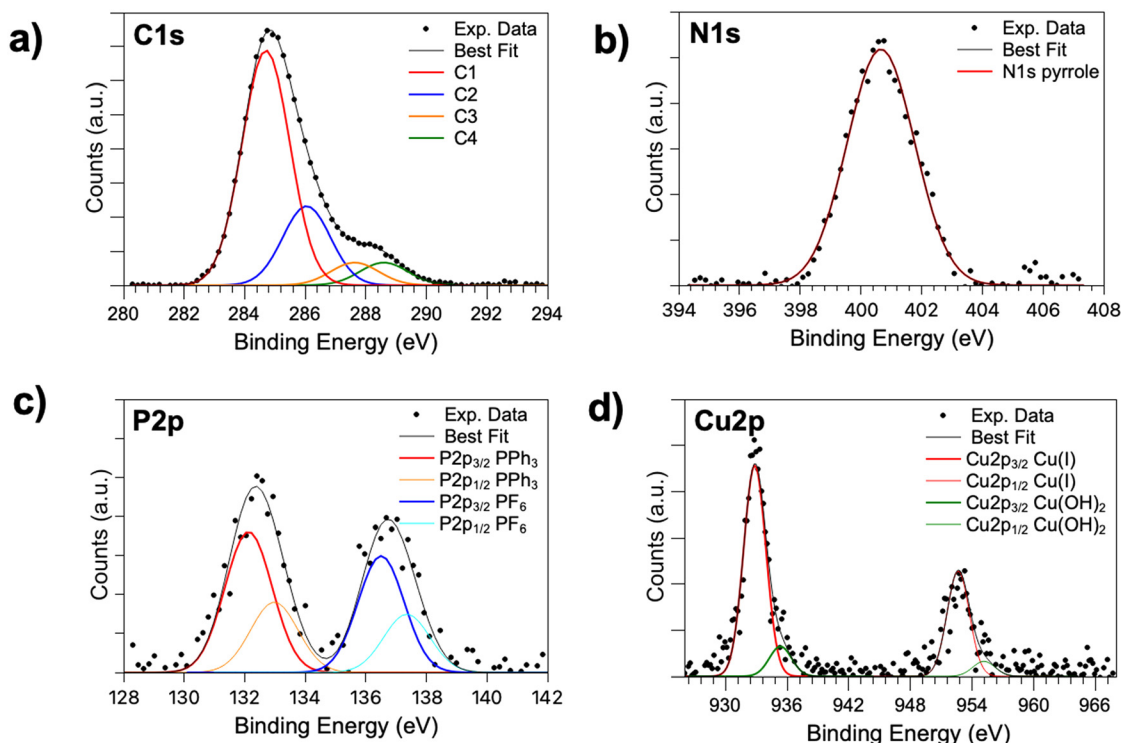 a)
C1s
Exp. Data
Best Fit
C1
C2
C3
C4
Counts (a.u.)
280 282 284 286 288 290 292 294
Binding Energy (eV)
b)
N1s
Exp. Data
Best Fit
N1s pyrrole
Counts (a.u.)
394 396 398 400 402 404 406 408
Binding Energy (eV)
c)
P2p
Exp. Data
Best Fit
P2p3/2 PPh3
P2p1/2 PPh3
P2p3/2 PF6
P2p1/2 PF6
Counts (a.u.)
128 130 132 134 136 138 140 142
Binding Energy (eV)
d)
Cu2p
Exp. Data
Best Fit
Cu2p3/2 Cu(I)
Cu2p1/2 Cu(I)
Cu2p3/2 Cu(OH)2
Cu2p1/2 Cu(OH)2
Counts (a.u.)
930 936 942 948 954 960 966
Binding Energy (eV)